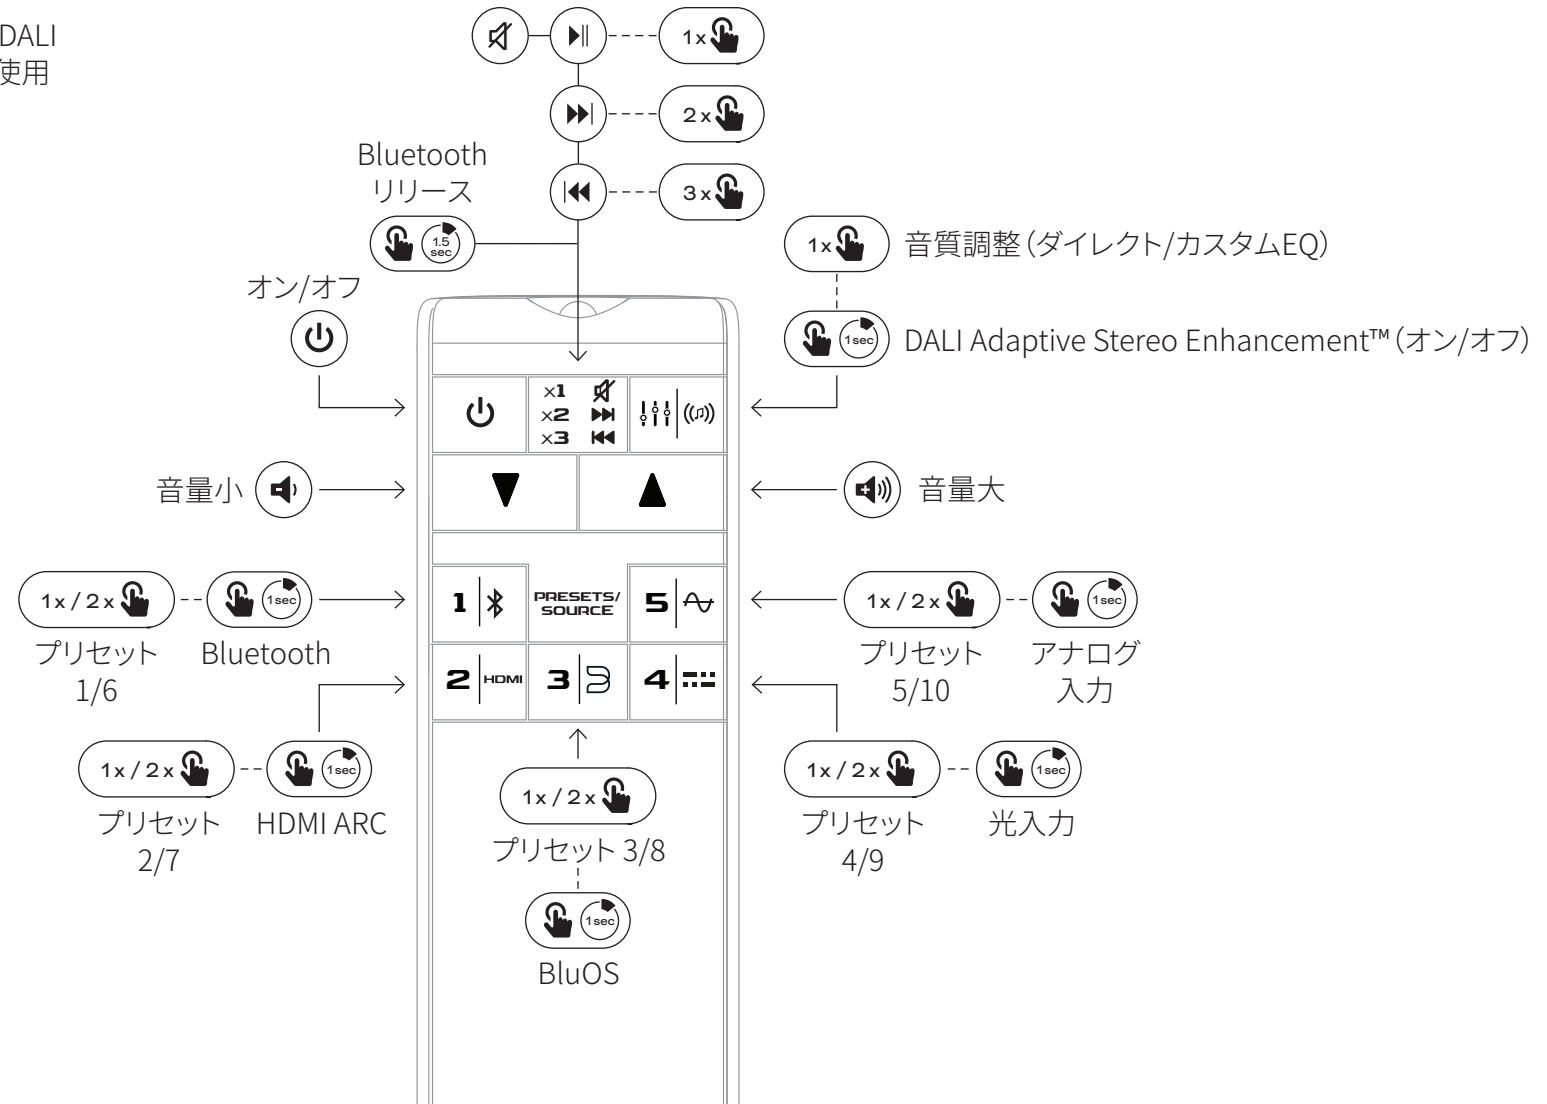 DALI
使用
1x
2x
3x
Bluetooth
リリース
1.5
sec
オン/オフ
1x
音質調整（ダイレクト/カスタムEQ）
1sec
DALI Adaptive Stereo Enhancement™（オン/オフ）
x1
x2
x3
音量小
音量大
1x / 2x
1sec
プリセット
1/6
Bluetooth
1
PRESETS/
SOURCE
5
1x / 2x
1sec
プリセット
5/10
アナログ
入力
2 HDMI
3
4
1x / 2x
1sec
プリセット
2/7
HDMI ARC
1x / 2x
プリセット 3/8
1sec
BluOS
1x / 2x
1sec
プリセット
4/9
光入力